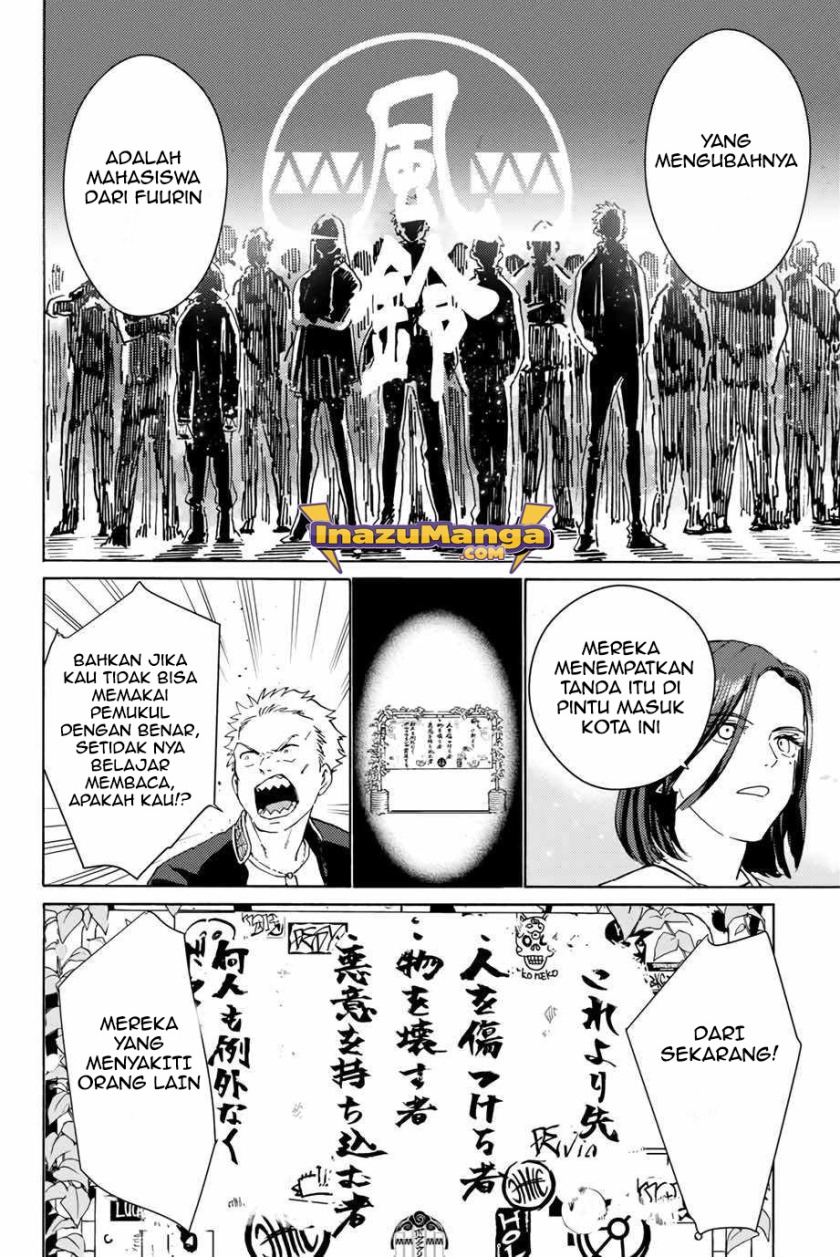 YANG
MENGUBAHNYA
ADALAH
MAHASISWA
DARI FUURIN
風鈴
INAZUMANGA
.COM
MEREKA
MENEMPATKAN
TANDA ITU DI
PINTU MASUK
KOTA INI
BAHKAN JIKA
KAU TIDAK BISA
MEMAKAI
PEMUKUL
DENGAN BENAR,
SETIDAK NYA
BELAJAR
MEMBACA,
APAKAH KAU!?
DARI
SEKARANG!
これより先
・人を傷つける者
・物を壊す者
・悪意を持ち込む者
何人も例外なく
KOMEKO
MEREKA
YANG
MENYAKITI
ORANG LAIN